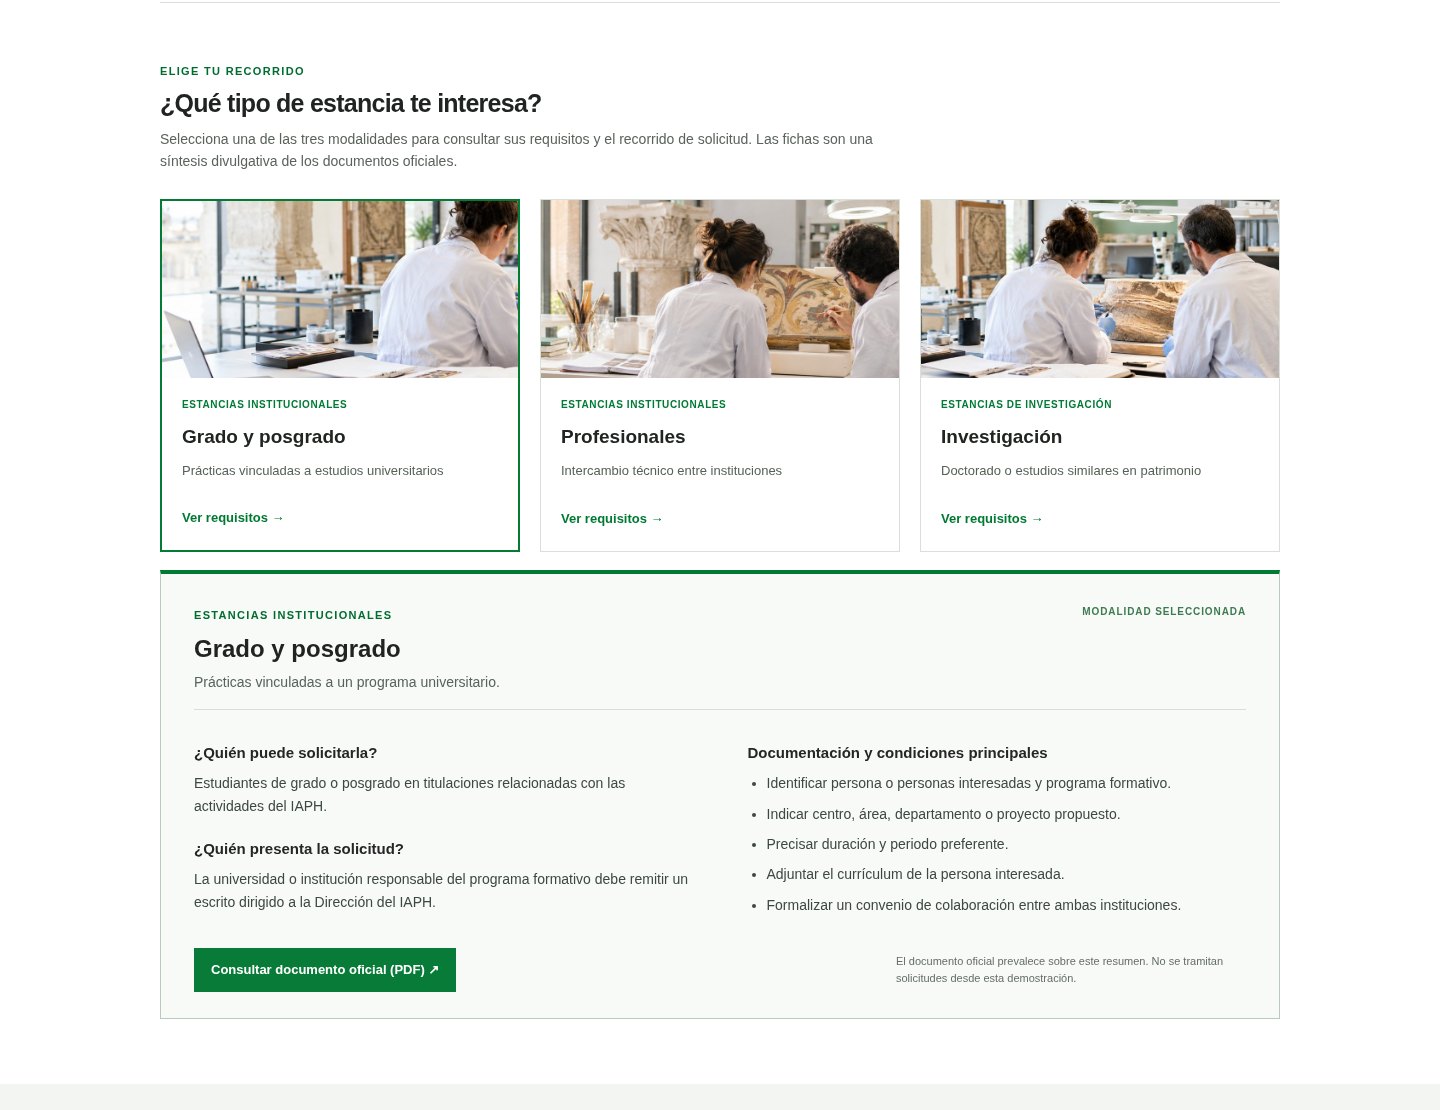 ELIGE TU RECORRIDO
¿Qué tipo de estancia te interesa?
Selecciona una de las tres modalidades para consultar sus requisitos y el recorrido de solicitud. Las fichas son una
síntesis divulgativa de los documentos oficiales.
ESTANCIAS INSTITUCIONALES
Grado y posgrado
Prácticas vinculadas a estudios universitarios
Ver requisitos →
ESTANCIAS INSTITUCIONALES
Profesionales
Intercambio técnico entre instituciones
Ver requisitos →
ESTANCIAS DE INVESTIGACIÓN
Investigación
Doctorado o estudios similares en patrimonio
Ver requisitos →
ESTANCIAS INSTITUCIONALES
MODALIDAD SELECCIONADA
Grado y posgrado
Prácticas vinculadas a un programa universitario.
¿Quién puede solicitarla?
Estudiantes de grado o posgrado en titulaciones relacionadas con las
actividades del IAPH.
¿Quién presenta la solicitud?
La universidad o institución responsable del programa formativo debe remitir un
escrito dirigido a la Dirección del IAPH.
Documentación y condiciones principales
• Identificar persona o personas interesadas y programa formativo.
• Indicar centro, área, departamento o proyecto propuesto.
• Precisar duración y periodo preferente.
• Adjuntar el currículum de la persona interesada.
• Formalizar un convenio de colaboración entre ambas instituciones.
Consultar documento oficial (PDF) ↗
El documento oficial prevalece sobre este resumen. No se tramitan
solicitudes desde esta demostración.